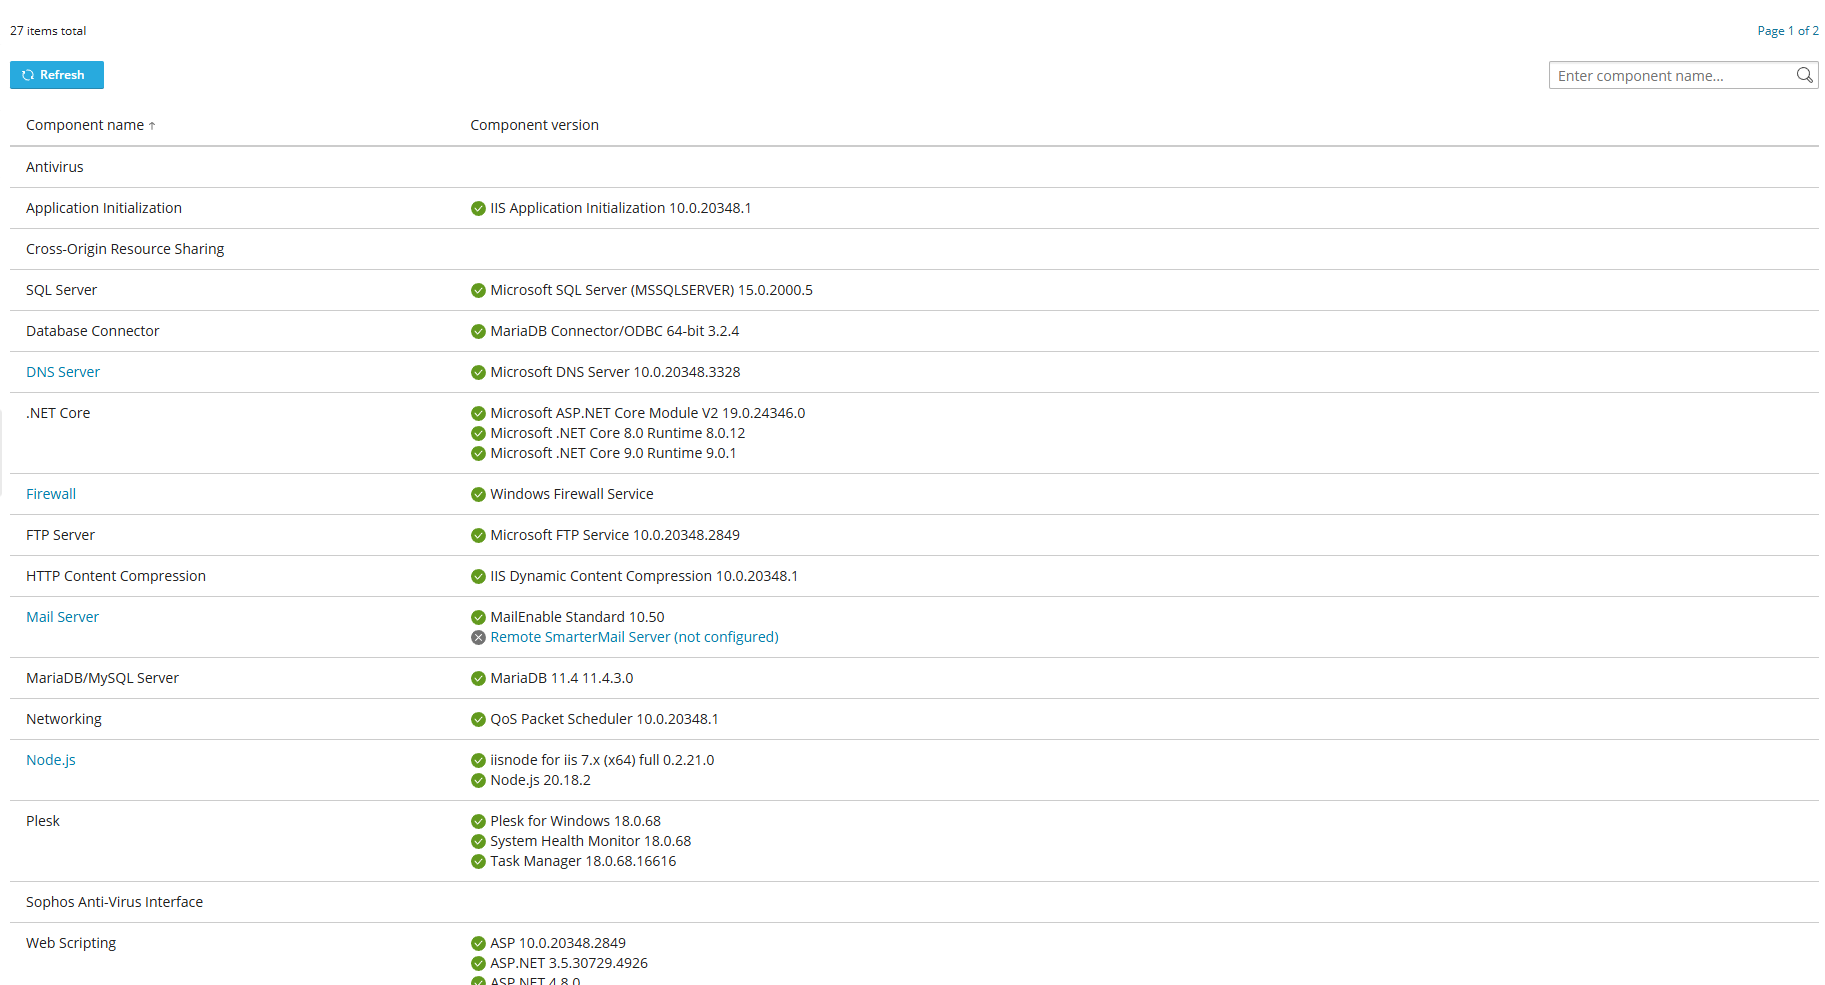 27 items total
Page 1 of 2
Refresh
Enter component name...
Component name ↑ Component version
Antivirus
Application Initialization IIS Application Initialization 10.0.20348.1
Cross-Origin Resource Sharing
SQL Server Microsoft SQL Server (MSSQLSERVER) 15.0.2000.5
Database Connector MariaDB Connector/ODBC 64-bit 3.2.4
DNS Server Microsoft DNS Server 10.0.20348.3328
.NET Core Microsoft ASP.NET Core Module V2 19.0.24346.0
Microsoft .NET Core 8.0 Runtime 8.0.12
Microsoft .NET Core 9.0 Runtime 9.0.1
Firewall Windows Firewall Service
FTP Server Microsoft FTP Service 10.0.20348.2849
HTTP Content Compression IIS Dynamic Content Compression 10.0.20348.1
Mail Server MailEnable Standard 10.50
Remote SmarterMail Server (not configured)
MariaDB/MySQL Server MariaDB 11.4 11.4.3.0
Networking QoS Packet Scheduler 10.0.20348.1
Node.js iisnode for iis 7.x (x64) full 0.2.21.0
Node.js 20.18.2
Plesk Plesk for Windows 18.0.68
System Health Monitor 18.0.68
Task Manager 18.0.68.16616
Sophos Anti-Virus Interface
Web Scripting ASP 10.0.20348.2849
ASP.NET 3.5.30729.4926
ASP.NET 4.8.0